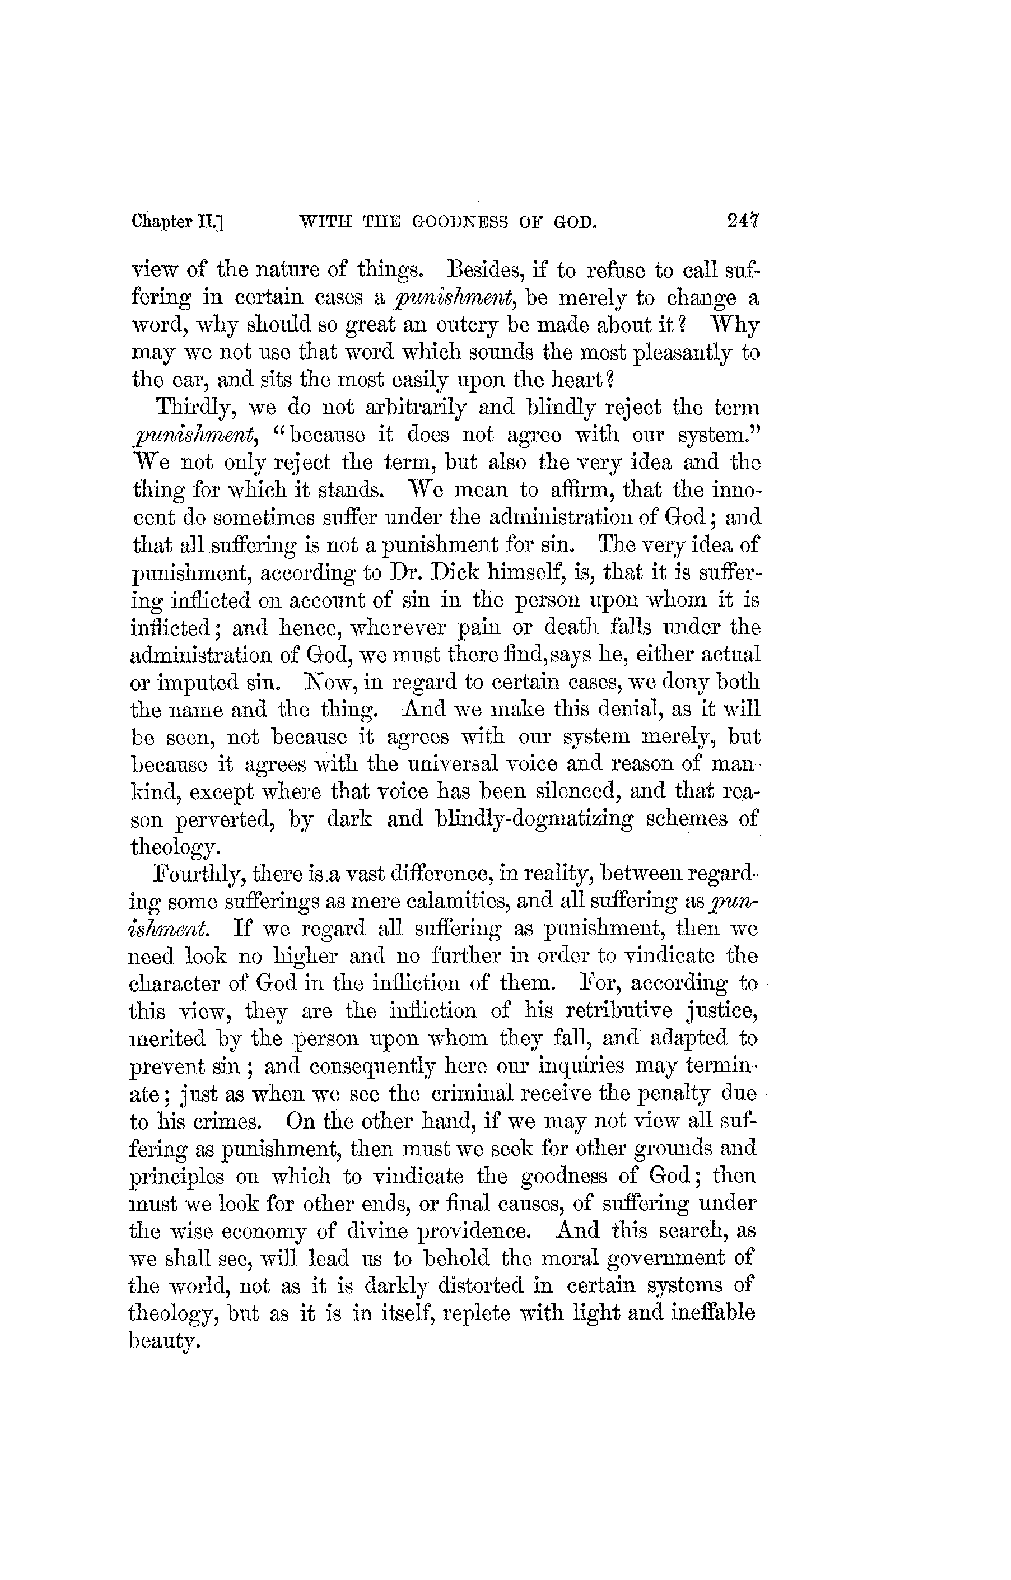 Chapter II.] WITH THE GOODNESS OF GOD. 247
view of the nature of things. Besides, if to refuse to call suf-
fering in certain cases a punishment, be merely to change a
word, why should so great an outcry be made about it? Why
may we not use that word which sounds the most pleasantly to
the ear, and sits the most easily upon the heart?
Thirdly, we do not arbitrarily and blindly reject the term
punishment, “because it does not agree with our system.”
We not only reject the term, but also the very idea and the
thing for which it stands. We mean to affirm, that the inno-
cent do sometimes suffer under the administration of God; and
that all suffering is not a punishment for sin. The very idea of
punishment, according to Dr. Dick himself, is, that it is suffer-
ing inflicted on account of sin in the person upon whom it is
inflicted; and hence, wherever pain or death falls under the
administration of God, we must there find, says he, either actual
or imputed sin. Now, in regard to certain cases, we deny both
the name and the thing. And we make this denial, as it will
be seen, not because it agrees with our system merely, but
because it agrees with the universal voice and reason of man-
kind, except where that voice has been silenced, and that rea-
son perverted, by dark and blindly-dogmatizing schemes of
theology.
Fourthly, there is a vast difference, in reality, between regard-
ing some sufferings as mere calamities, and all suffering as pun-
ishment. If we regard all suffering as punishment, then we
need look no higher and no further in order to vindicate the
character of God in the infliction of them. For, according to
this view, they are the infliction of his retributive justice,
merited by the person upon whom they fall, and adapted to
prevent sin; and consequently here our inquiries may termin-
ate; just as when we see the criminal receive the penalty due
to his crimes. On the other hand, if we may not view all suf-
fering as punishment, then must we seek for other grounds and
principles on which to vindicate the goodness of God; then
must we look for other ends, or final causes, of suffering under
the wise economy of divine providence. And this search, as
we shall see, will lead us to behold the moral government of
the world, not as it is darkly distorted in certain systems of
theology, but as it is in itself, replete with light and ineffable
beauty.